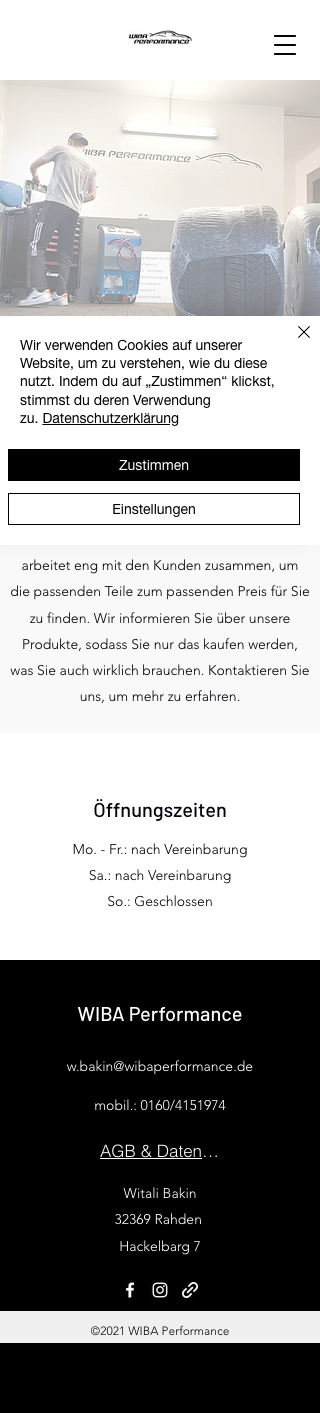 WIBA
PERFORMANCE
WIBA PERFORMANCE
Wir verwenden Cookies auf unserer
Website, um zu verstehen, wie du diese
nutzt. Indem du auf „Zustimmen“ klickst,
stimmst du deren Verwendung
zu. Datenschutzerklärung
Zustimmen
Einstellungen
arbeitet eng mit den Kunden zusammen, um
die passenden Teile zum passenden Preis für Sie
zu finden. Wir informieren Sie über unsere
Produkte, sodass Sie nur das kaufen werden,
was Sie auch wirklich brauchen. Kontaktieren Sie
uns, um mehr zu erfahren.
Öffnungszeiten
Mo. - Fr.: nach Vereinbarung
Sa.: nach Vereinbarung
So.: Geschlossen
WIBA Performance
w.bakin@wibaperformance.de
mobil.: 0160/4151974
AGB & Daten…
Witali Bakin
32369 Rahden
Hackelbarg 7
©2021 WIBA Performance